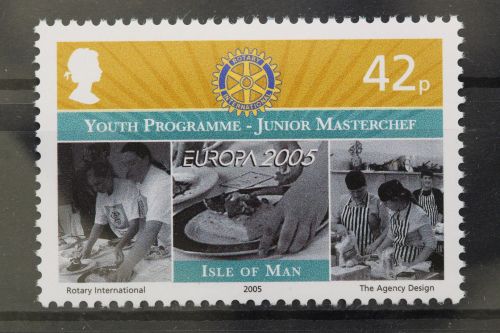 ROTARY
INTERNATIONAL
42p
YOUTH PROGRAMME - JUNIOR MASTERCHEF
EUROPA 2005
ISLE OF MAN
Rotary International
2005
The Agency Design